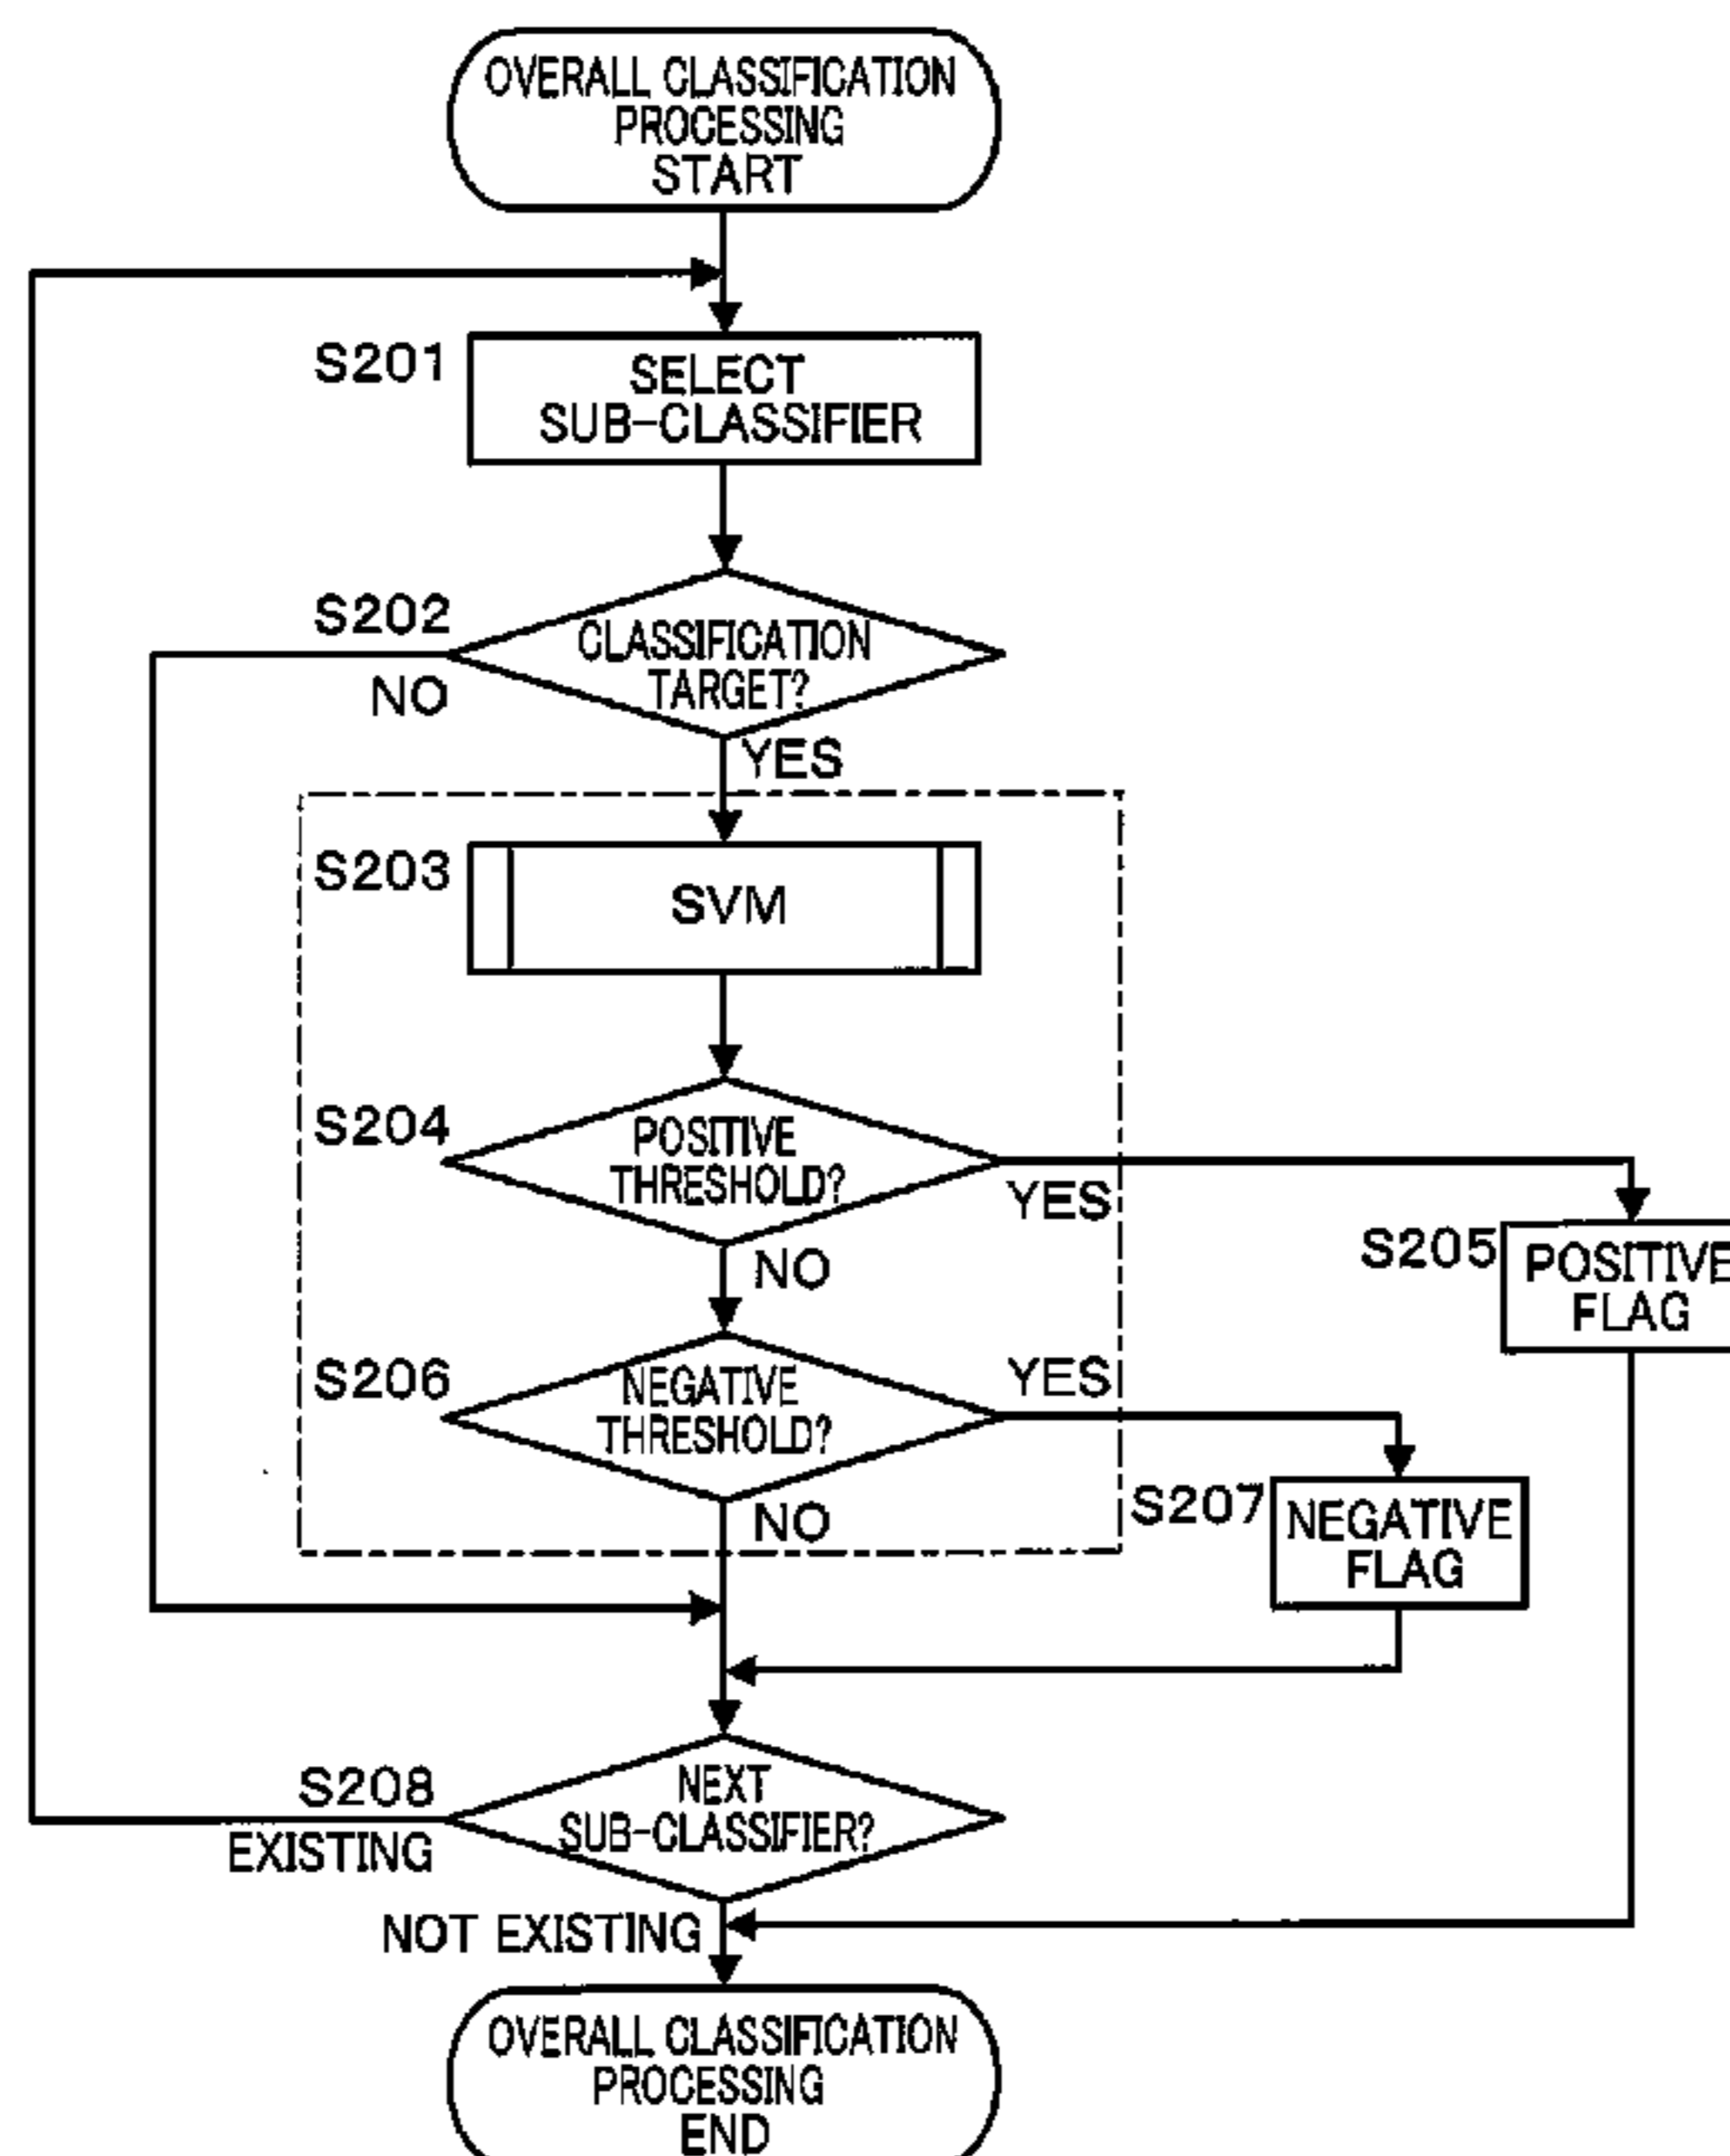 OVERALL CLASSIFICATION
PROCESSING
START
S201
SELECT
SUB-CLASSIFIER
S202
CLASSIFICATION
TARGET?
NO
YES
S203
SVM
S204
POSITIVE
THRESHOLD?
YES
NO
S205
POSITIVE
FLAG
S206
NEGATIVE
THRESHOLD?
YES
NO
S207
NEGATIVE
FLAG
S208
NEXT
SUB-CLASSIFIER?
EXISTING
NOT EXISTING
OVERALL CLASSIFICATION
PROCESSING
END